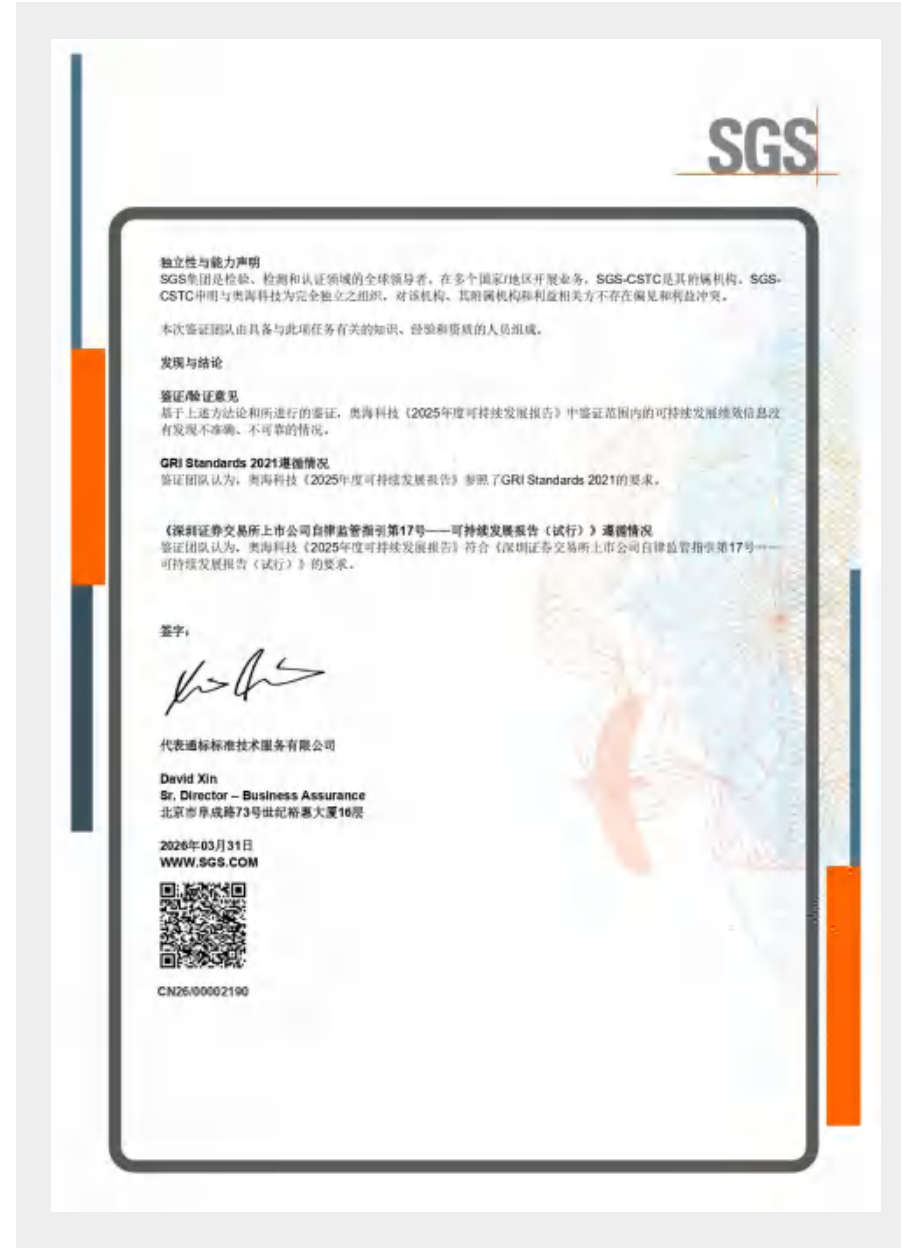 SGS
独立性与能力声明
SGS集团是检验、检测和认证领域的全球领导者，在多个国家/地区开展业务，SGS-CSTC是其附属机构。SGS-
CSTC申明与奥海科技为完全独立之组织，对该机构、其附属机构和利益相关方不存在偏见和利益冲突。
本次鉴证团队由具备与此项任务有关的知识、经验和资质的人员组成。
发现与结论
鉴证/验证意见
基于上述方法论和所进行的鉴证，奥海科技《2025年度可持续发展报告》中鉴证范围内的可持续发展绩效信息没
有发现不准确、不可靠的情况。
GRI Standards 2021遵循情况
鉴证团队认为，奥海科技《2025年度可持续发展报告》参照了GRI Standards 2021的要求。
《深圳证券交易所上市公司自律监管指引第17号——可持续发展报告（试行）》遵循情况
鉴证团队认为，奥海科技《2025年度可持续发展报告》符合《深圳证券交易所上市公司自律监管指引第17号——
可持续发展报告（试行）》的要求。
签字：
代表通标标准技术服务有限公司
David Xin
Sr. Director – Business Assurance
北京市阜成路73号世纪裕惠大厦16层
2026年03月31日
WWW.SGS.COM
CN26/00002190